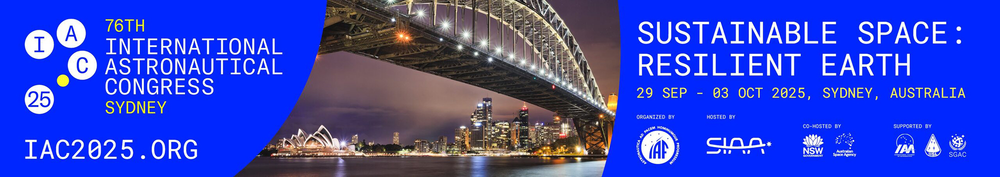 I A C
25
76TH
INTERNATIONAL
ASTRONAUTICAL
CONGRESS
SYDNEY
IAC2025.ORG
SUSTAINABLE SPACE:
RESILIENT EARTH
29 SEP - 03 OCT 2025, SYDNEY, AUSTRALIA
ORGANIZED BY
ASTRONAUTICA AD PACEM HOMINUMQUE PROGRESSUM
IAF
HOSTED BY
SIAA
CO-HOSTED BY
NSW
GOVERNMENT
Australian
Space Agency
SUPPORTED BY
IAA
INTERNATIONAL ACADEMY
OF ASTRONAUTICS
IISL
SGAC